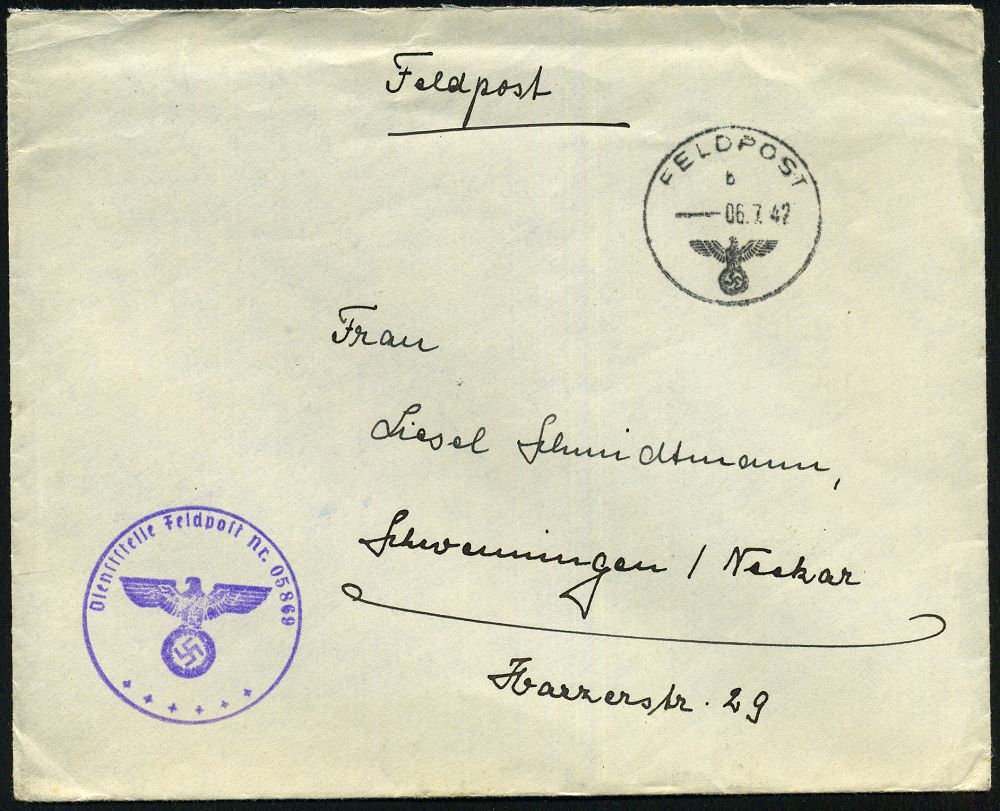 Feldpost
FELDPOST
b
06.7.42
Frau
Liesel Schmidtmann,
Schwenningen / Neckar
Harzerstr. 29
Dienststelle Feldpost Nr. 05869